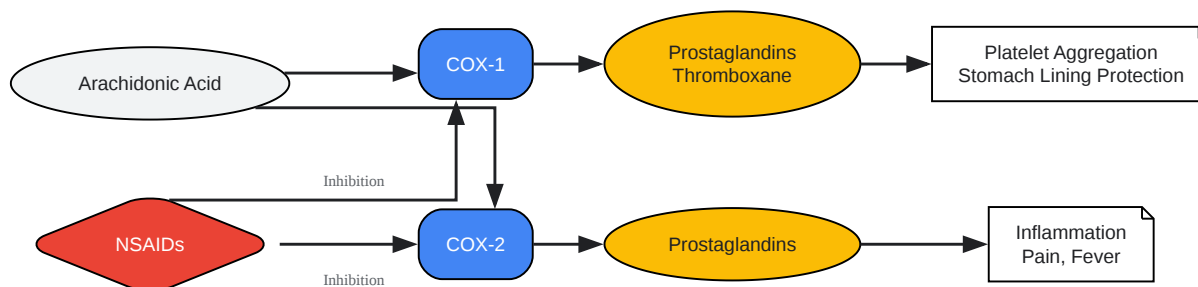 Arachidonic Acid
COX-1
Prostaglandins
Thromboxane
Platelet Aggregation
Stomach Lining Protection
Inhibition
NSAIDs
COX-2
Prostaglandins
Inflammation
Pain, Fever
Inhibition